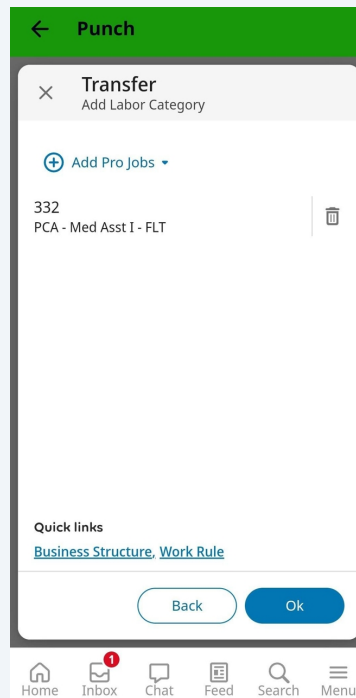 Punch
Transfer
Add Labor Category
Add Pro Jobs
332
PCA - Med Asst I - FLT
Quick links
Business Structure, Work Rule
Back
Ok
1
Home
Inbox
Chat
Feed
Search
Menu